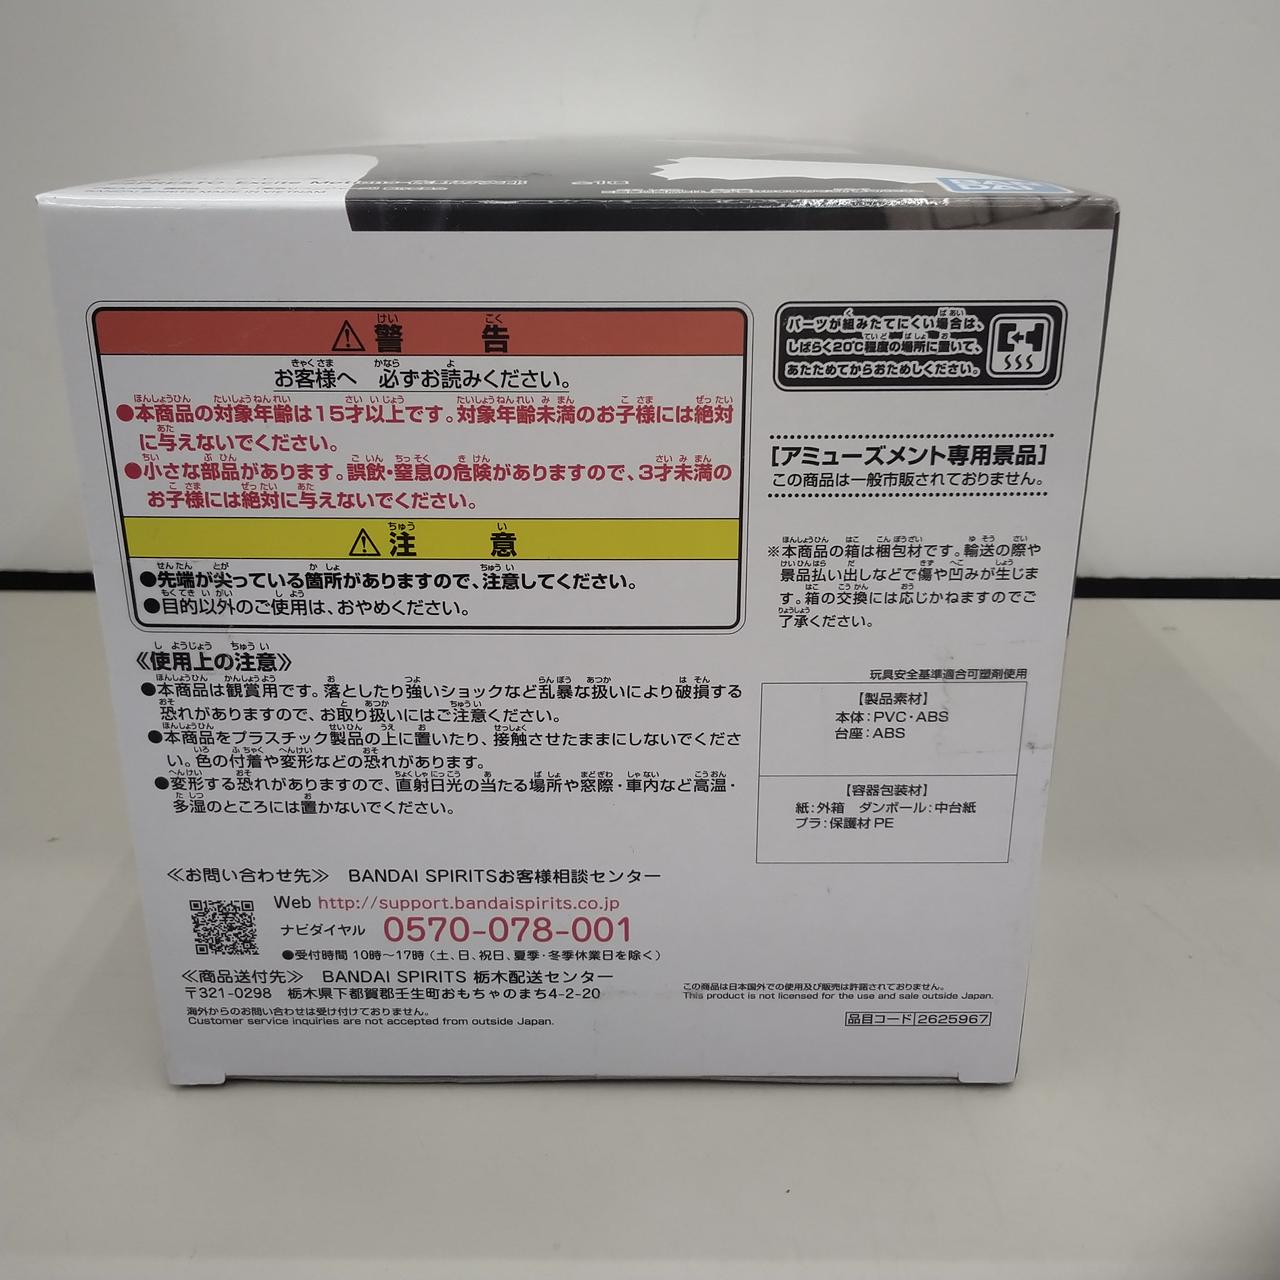 BANDAI
警告
お客様へ 必ずお読みください。
●本商品の対象年齢は15才以上です。対象年齢未満のお子様には絶対
に与えないでください。
●小さな部品があります。誤飲・窒息の危険がありますので、3才未満の
お子様には絶対に与えないでください。
注意
●先端が尖っている箇所がありますので、注意してください。
●目的以外のご使用は、おやめください。
《使用上の注意》
●本商品は観賞用です。落としたり強いショックなど乱暴な扱いにより破損する
恐れがありますので、お取り扱いにはご注意ください。
●本商品をプラスチック製品の上に置いたり、接触させたままにしないでくださ
い。色の付着や変形などの恐れがあります。
●変形する恐れがありますので、直射日光の当たる場所や窓際・車内など高温・
多湿のところには置かないでください。
≪お問い合わせ先≫ BANDAI SPIRITSお客様相談センター
Web http://support.bandaispirits.co.jp
ナビダイヤル 0570-078-001
●受付時間 10時〜17時(土、日、祝日、夏季・冬季休業日を除く)
≪商品送付先≫ BANDAI SPIRITS 栃木配送センター
〒321-0298 栃木県下都賀郡壬生町おもちゃのまち4-2-20
海外からのお問い合わせは受け付けておりません。
Customer service inquiries are not accepted from outside Japan.
パーツが組みたてにくい場合は、
しばらく20℃程度の場所に置いて、
あたためてからおためしください。
[アミューズメント専用景品]
この商品は一般市販されておりません。
※本商品の箱は梱包材です。輸送の際や
景品払い出しなどで傷や凹みが生じま
す。箱の交換には応じかねますのでご
了承ください。
玩具安全基準適合可塑剤使用
【製品素材】
本体:PVC・ABS
台座:ABS
【容器包装材】
紙:外箱 ダンボール:中台紙
プラ:保護材PE
この商品は日本国外での使用及び販売は許諾されておりません。
This product is not licensed for the use and sale outside Japan.
品目コード 2625967